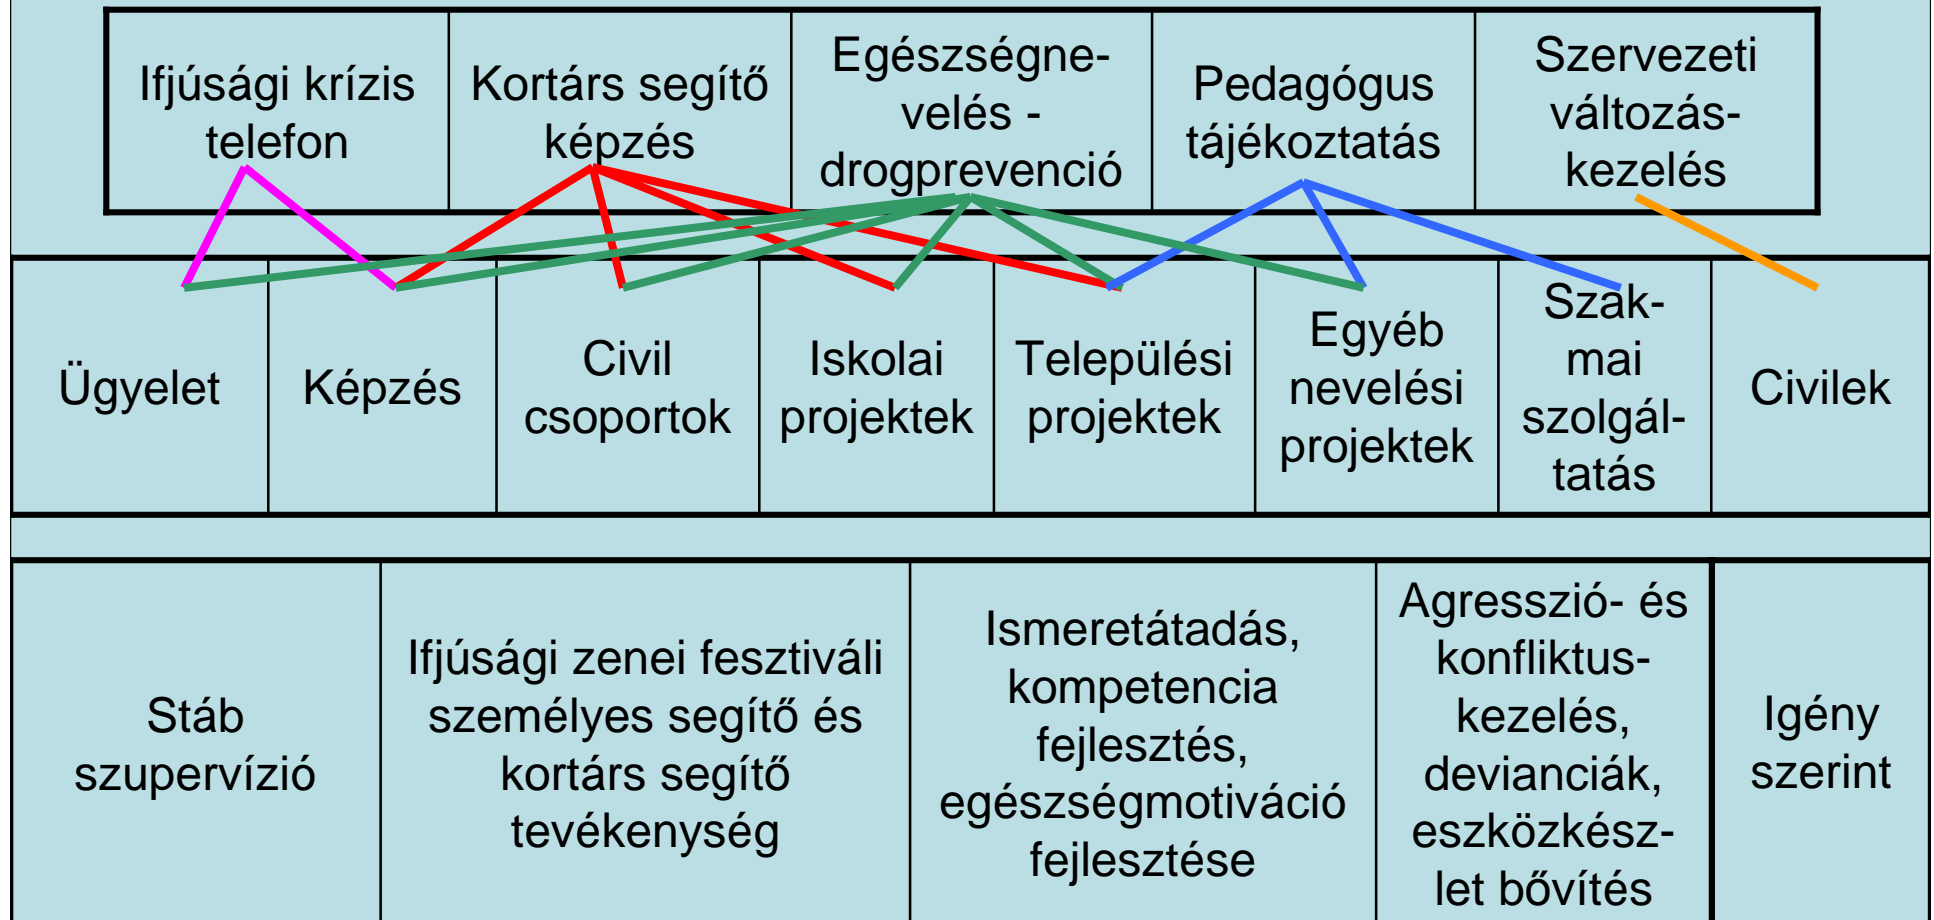 Ifjúsági krízis
telefon
Kortárs segítő
képzés
Egészségne-
velés -
drogprevenció
Pedagógus
tájékoztatás
Szervezeti
változás-
kezelés
Ügyelet
Képzés
Civil
csoportok
Iskolai
projektek
Települési
projektek
Egyéb
nevelési
projektek
Szak-
mai
szolgál-
tatás
Civilek
Stáb
szupervízió
Ifjúsági zenei fesztiváli
személyes segítő és
kortárs segítő
tevékenység
Ismeretátadás,
kompetencia
fejlesztés,
egészségmotiváció
fejlesztése
Agresszió- és
konfliktus-
kezelés,
devianciák,
eszközkész-
let bővítés
Igény
szerint